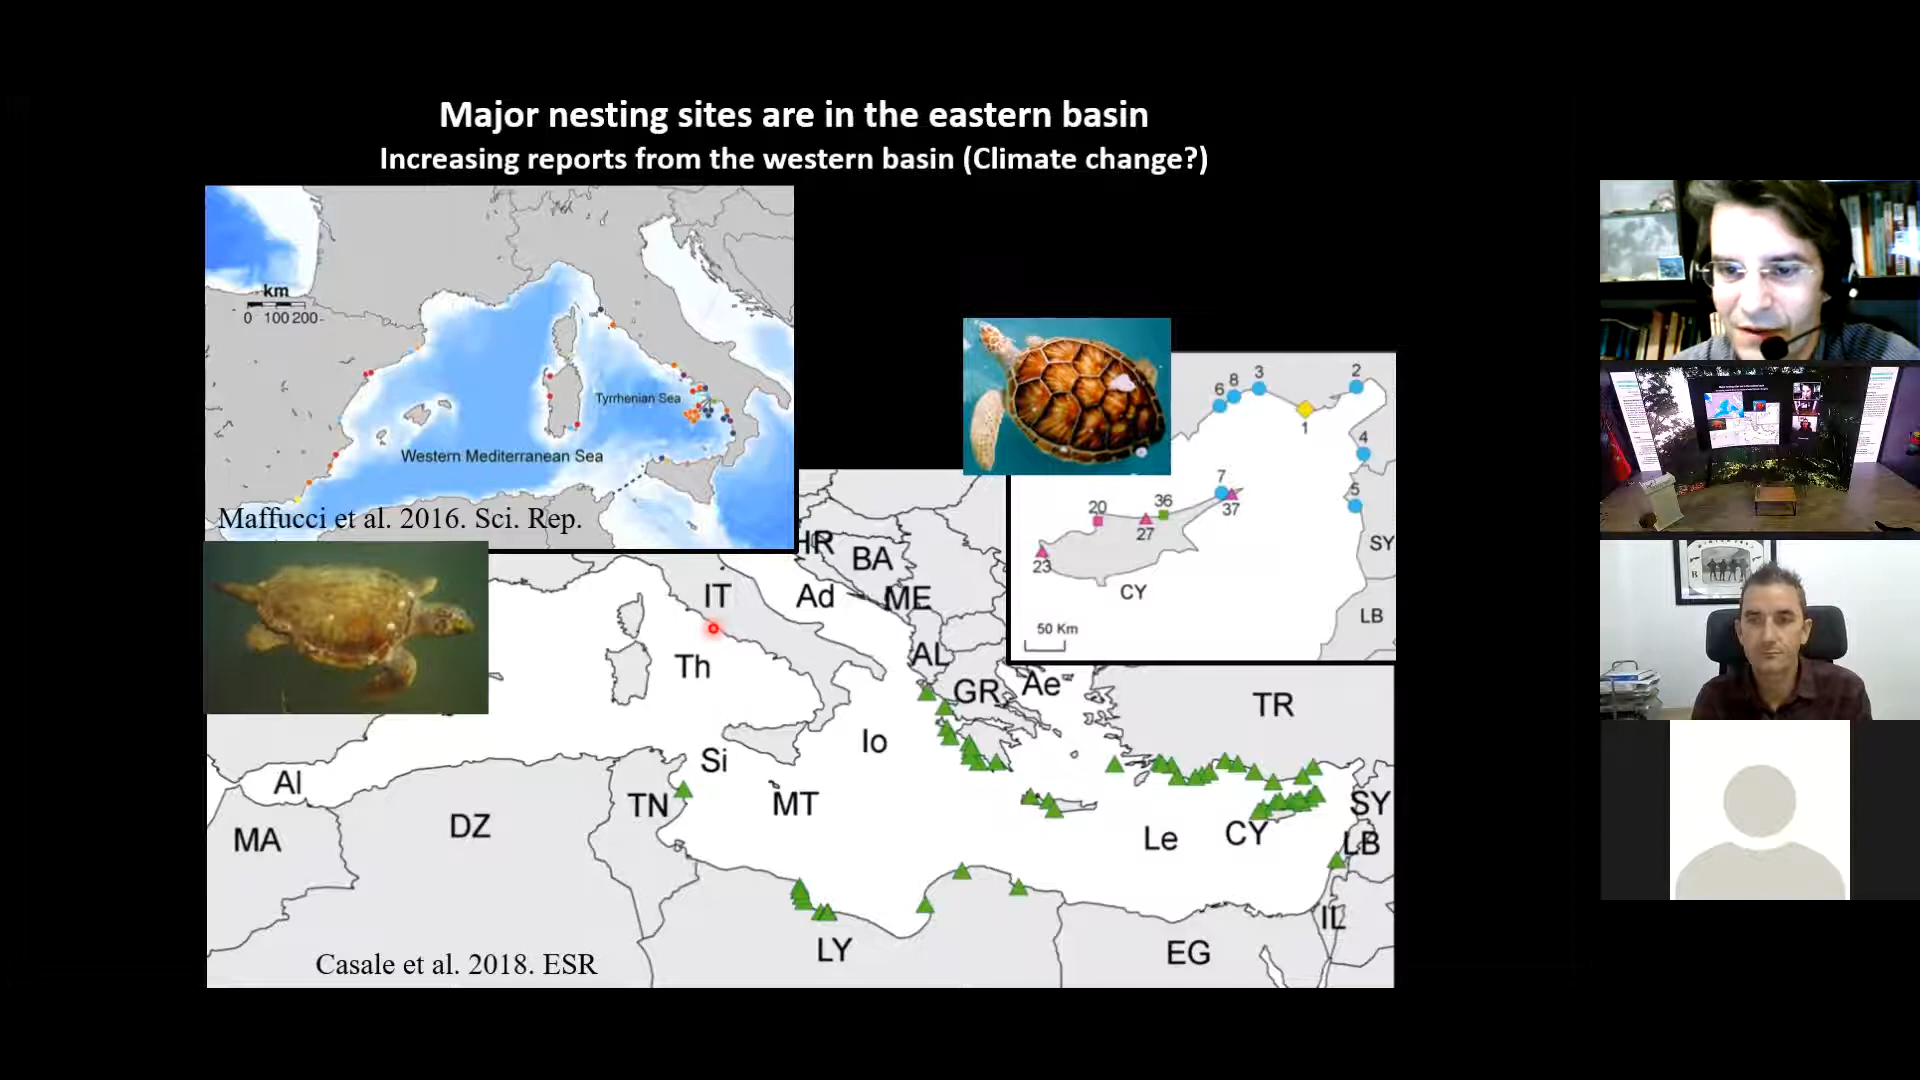 Major nesting sites are in the eastern basin
Increasing reports from the western basin (Climate change?)
km
0 100 200
Tyrrhenian Sea
Western Mediterranean Sea
Maffucci et al. 2016. Sci. Rep.
6 8 3 2
1
4
5
7
20 36
27 37
23
CY
SY
LB
50 Km
HR
BA
IT
Ad
ME
AL
Th
GR
Ae
TR
Io
Si
Al
TN
MT
SY
MA
DZ
Le
CY
LB
IL
LY
EG
Casale et al. 2018. ESR